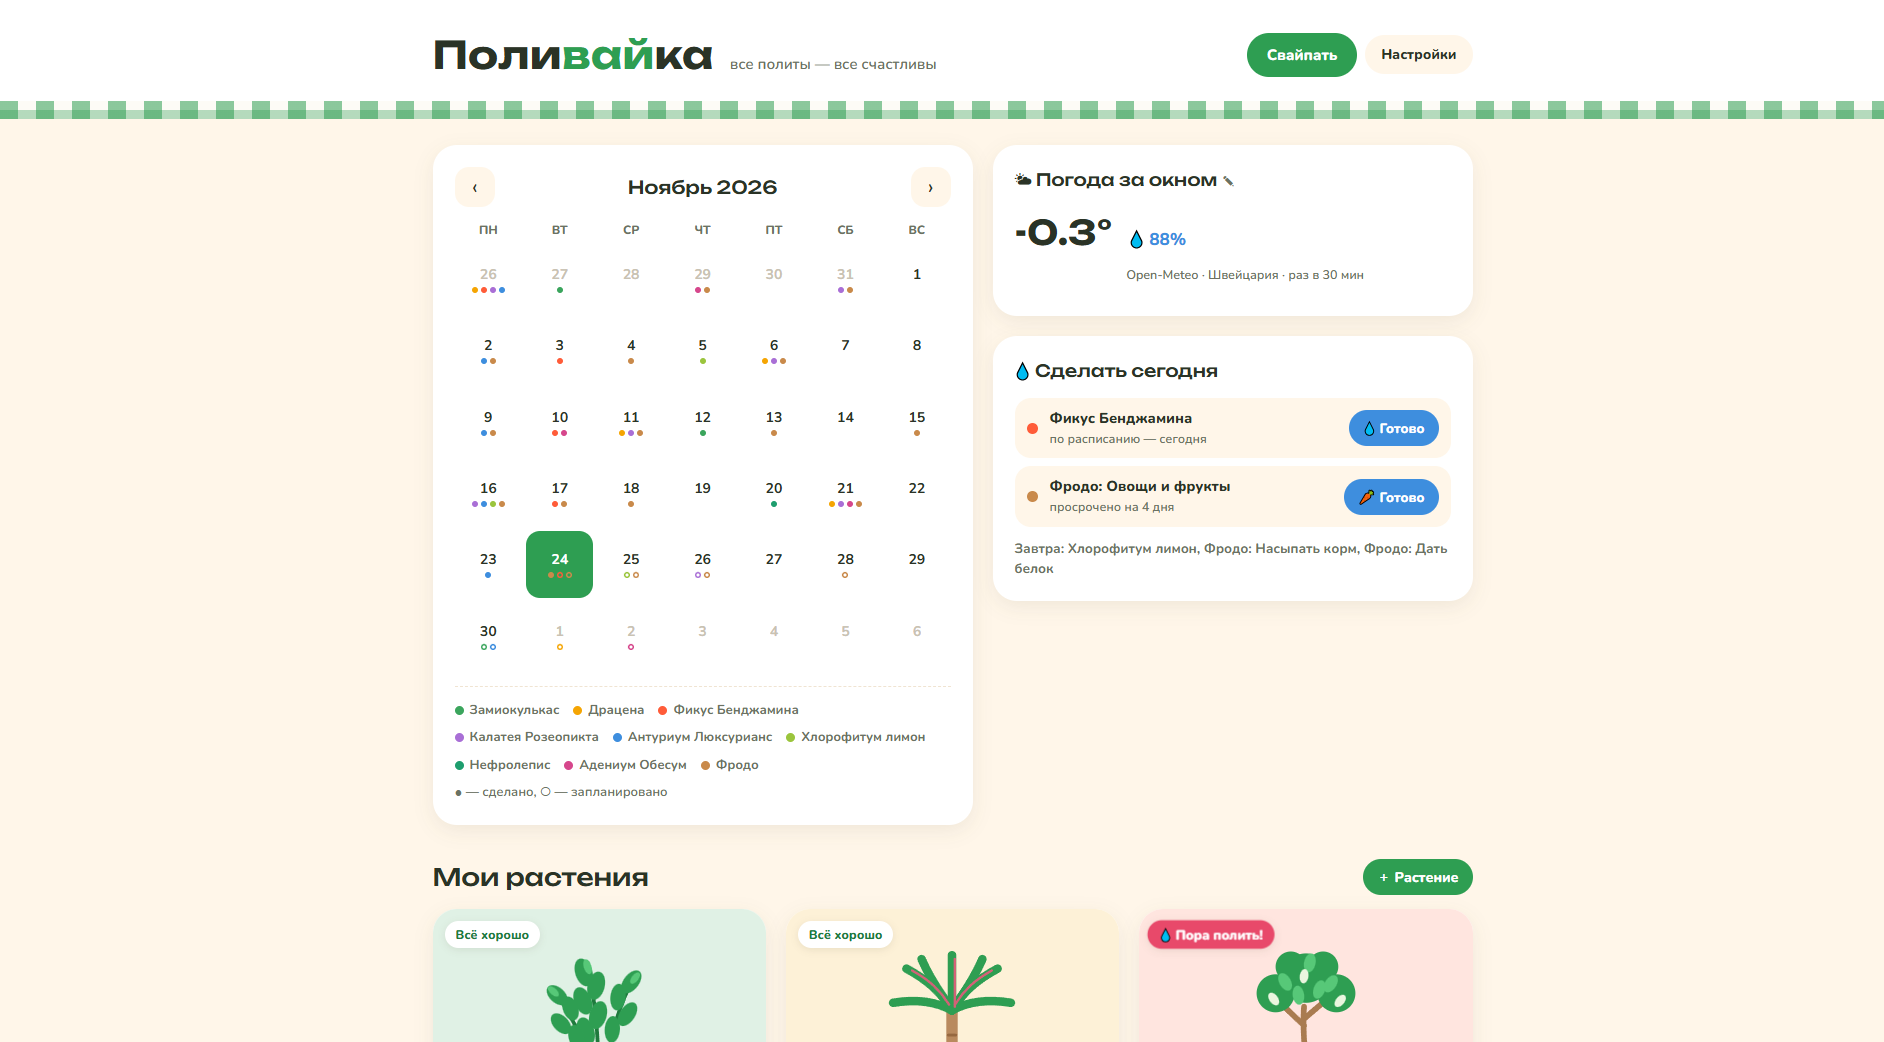 Поливайка все политы — все счастливы Свайпать Настройки
‹ Ноябрь 2026 ›
ПН ВТ СР ЧТ ПТ СБ ВС
26 27 28 29 30 31 1
2 3 4 5 6 7 8
9 10 11 12 13 14 15
16 17 18 19 20 21 22
23 24 25 26 27 28 29
30 1 2 3 4 5 6
Замиокулькас Драцена Фикус Бенджамина
Калатея Розеопикта Антуриум Люксурианс Хлорофитум лимон
Нефролепис Адениум Обесум Фродо
● — сделано, ○ — запланировано
Погода за окном
-0.3° 88%
Open-Meteo · Швейцария · раз в 30 мин
Сделать сегодня
Фикус Бенджамина
по расписанию — сегодня
Готово
Фродо: Овощи и фрукты
просрочено на 4 дня
Готово
Завтра: Хлорофитум лимон, Фродо: Насыпать корм, Фродо: Дать
белок
Мои растения + Растение
Всё хорошо Всё хорошо Пора полить!